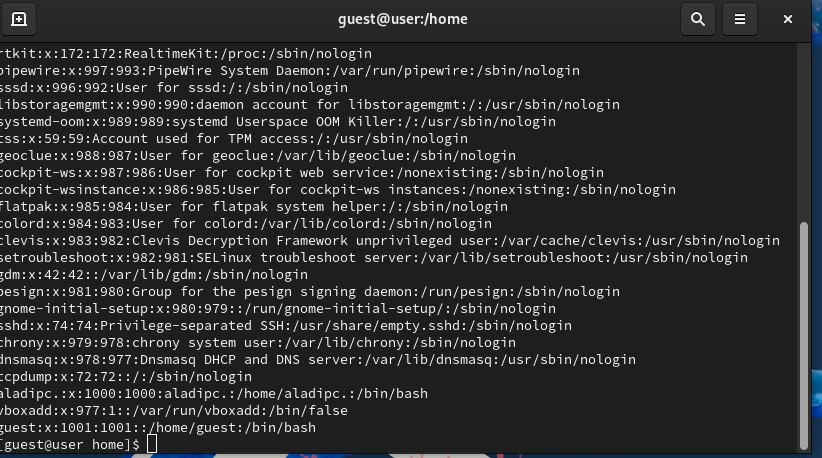 guest@user:/home
rtkit:x:172:172:RealtimeKit:/proc:/sbin/nologin
pipewire:x:997:993:PipeWire System Daemon:/var/run/pipewire:/sbin/nologin
sssd:x:996:992:User for sssd:/:/sbin/nologin
libstoragemgmt:x:990:990:daemon account for libstoragemgmt:/:/usr/sbin/nologin
systemd-oom:x:989:989:systemd Userspace OOM Killer:/:/usr/sbin/nologin
tss:x:59:59:Account used for TPM access:/:/usr/sbin/nologin
geoclue:x:988:987:User for geoclue:/var/lib/geoclue:/sbin/nologin
cockpit-ws:x:987:986:User for cockpit web service:/nonexisting:/sbin/nologin
cockpit-wsinstance:x:986:985:User for cockpit-ws instances:/nonexisting:/sbin/nologin
flatpak:x:985:984:User for flatpak system helper:/:/sbin/nologin
colord:x:984:983:User for colord:/var/lib/colord:/sbin/nologin
clevis:x:983:982:Clevis Decryption Framework unprivileged user:/var/cache/clevis:/usr/sbin/nologin
setroubleshoot:x:982:981:SELinux troubleshoot server:/var/lib/setroubleshoot:/usr/sbin/nologin
gdm:x:42:42::/var/lib/gdm:/sbin/nologin
pesign:x:981:980:Group for the pesign signing daemon:/run/pesign:/sbin/nologin
gnome-initial-setup:x:980:979::/run/gnome-initial-setup/:/sbin/nologin
sshd:x:74:74:Privilege-separated SSH:/usr/share/empty.sshd:/sbin/nologin
chrony:x:979:978:chrony system user:/var/lib/chrony:/sbin/nologin
dnsmasq:x:978:977:Dnsmasq DHCP and DNS server:/var/lib/dnsmasq:/usr/sbin/nologin
tcpdump:x:72:72::/:/sbin/nologin
aladipc.:x:1000:1000:aladipc.:/home/aladipc.:/bin/bash
vboxadd:x:977:1::/var/run/vboxadd:/bin/false
guest:x:1001:1001::/home/guest:/bin/bash
[guest@user home]$